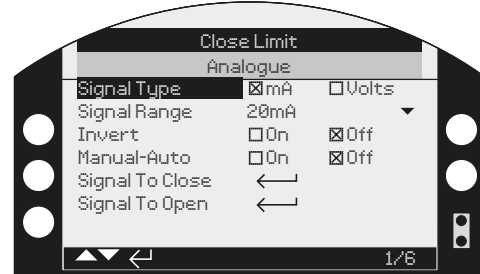 Close Limit
Analogue
Signal Type ☒mA ☐Volts
Signal Range 20mA ▼
Invert ☐On ☒Off
Manual-Auto ☐On ☒Off
Signal To Close
Signal To Open
1/6